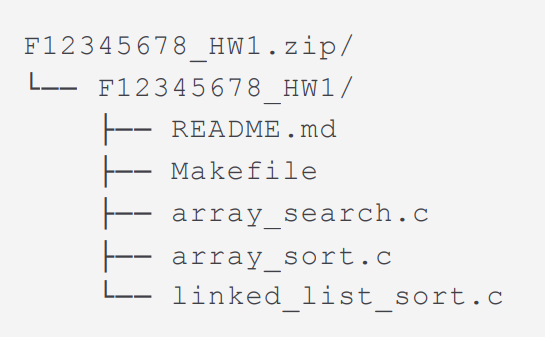 F12345678_HW1.zip/
└── F12345678_HW1/
    ├── README.md
    ├── Makefile
    ├── array_search.c
    ├── array_sort.c
    └── linked_list_sort.c